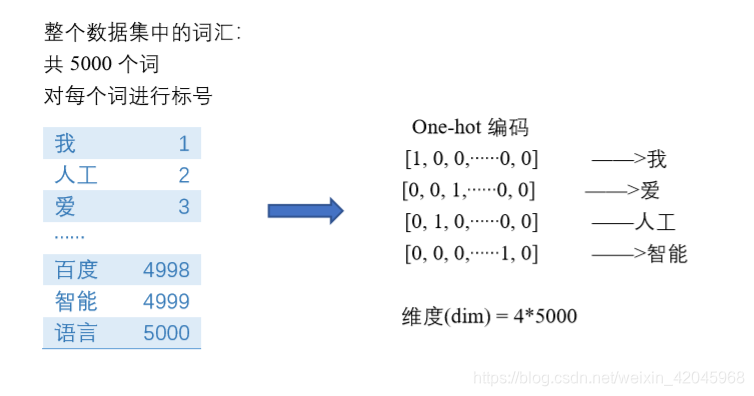 整个数据集中的词汇：
共 5000 个词
对每个词进行标号
我 1
人工 2
爱 3
······
百度 4998
智能 4999
语言 5000
One-hot 编码
[1, 0, 0,······0, 0] ——>我
[0, 0, 1,······0, 0] ——>爱
[0, 1, 0,······0, 0] ——人工
[0, 0, 0,······1, 0] ——>智能
维度(dim) = 4*5000
https://blog.csdn.net/weixin_42045968